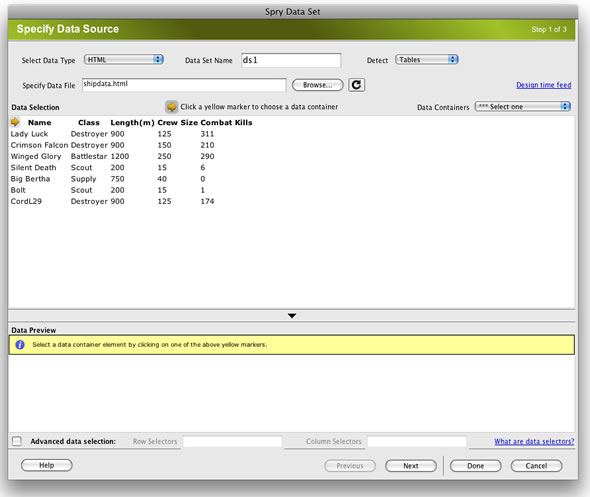 Spry Data Set
Specify Data Source Step 1 of 3
Select Data Type HTML Data Set Name ds1 Detect Tables
Specify Data File shipdata.html Browse... Design time feed
Data Selection Click a yellow marker to choose a data container Data Containers *** Select one
Name Class Length(m) Crew Size Combat Kills
Lady Luck Destroyer 900 125 311
Crimson Falcon Destroyer 900 150 210
Winged Glory Battlestar 1200 250 290
Silent Death Scout 200 15 6
Big Bertha Supply 750 40 0
Bolt Scout 200 15 1
CordL29 Destroyer 900 125 174
Data Preview
Select a data container element by clicking on one of the above yellow markers.
Advanced data selection: Row Selectors Column Selectors What are data selectors?
Help Previous Next Done Cancel